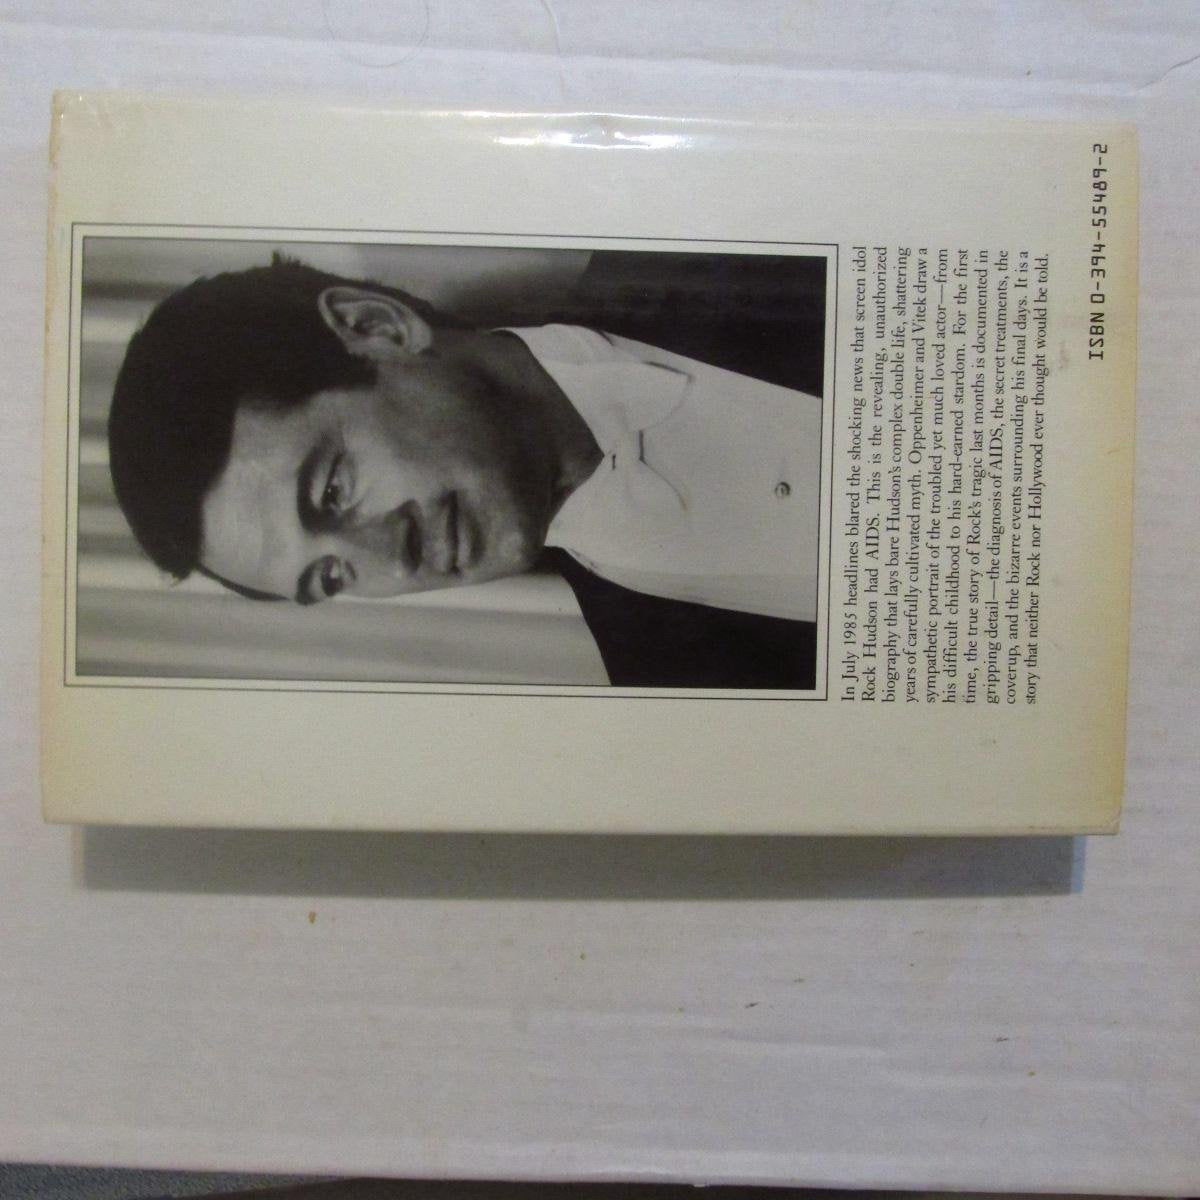 In July 1985 headlines blared the shocking news that screen idol
Rock Hudson had AIDS. This is the revealing, unauthorized
biography that lays bare Hudson's complex double life, shattering
years of carefully cultivated myth. Oppenheimer and Vitek draw a
sympathetic portrait of the troubled yet much loved actor—from
his difficult childhood to his hard-earned stardom. For the first
time, the true story of Rock's tragic last months is documented in
gripping detail—the diagnosis of AIDS, the secret treatments, the
coverup, and the bizarre events surrounding his final days. It is a
story that neither Rock nor Hollywood ever thought would be told.
ISBN 0-394-55489-2